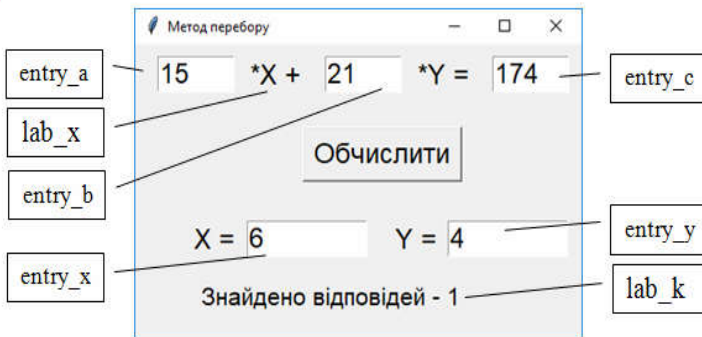 Метод перебору
entry_a 15 *X + 21 *Y = 174 entry_c
lab_x
Обчислити
entry_b
X = 6 Y = 4 entry_y
entry_x
Знайдено відповідей - 1 lab_k